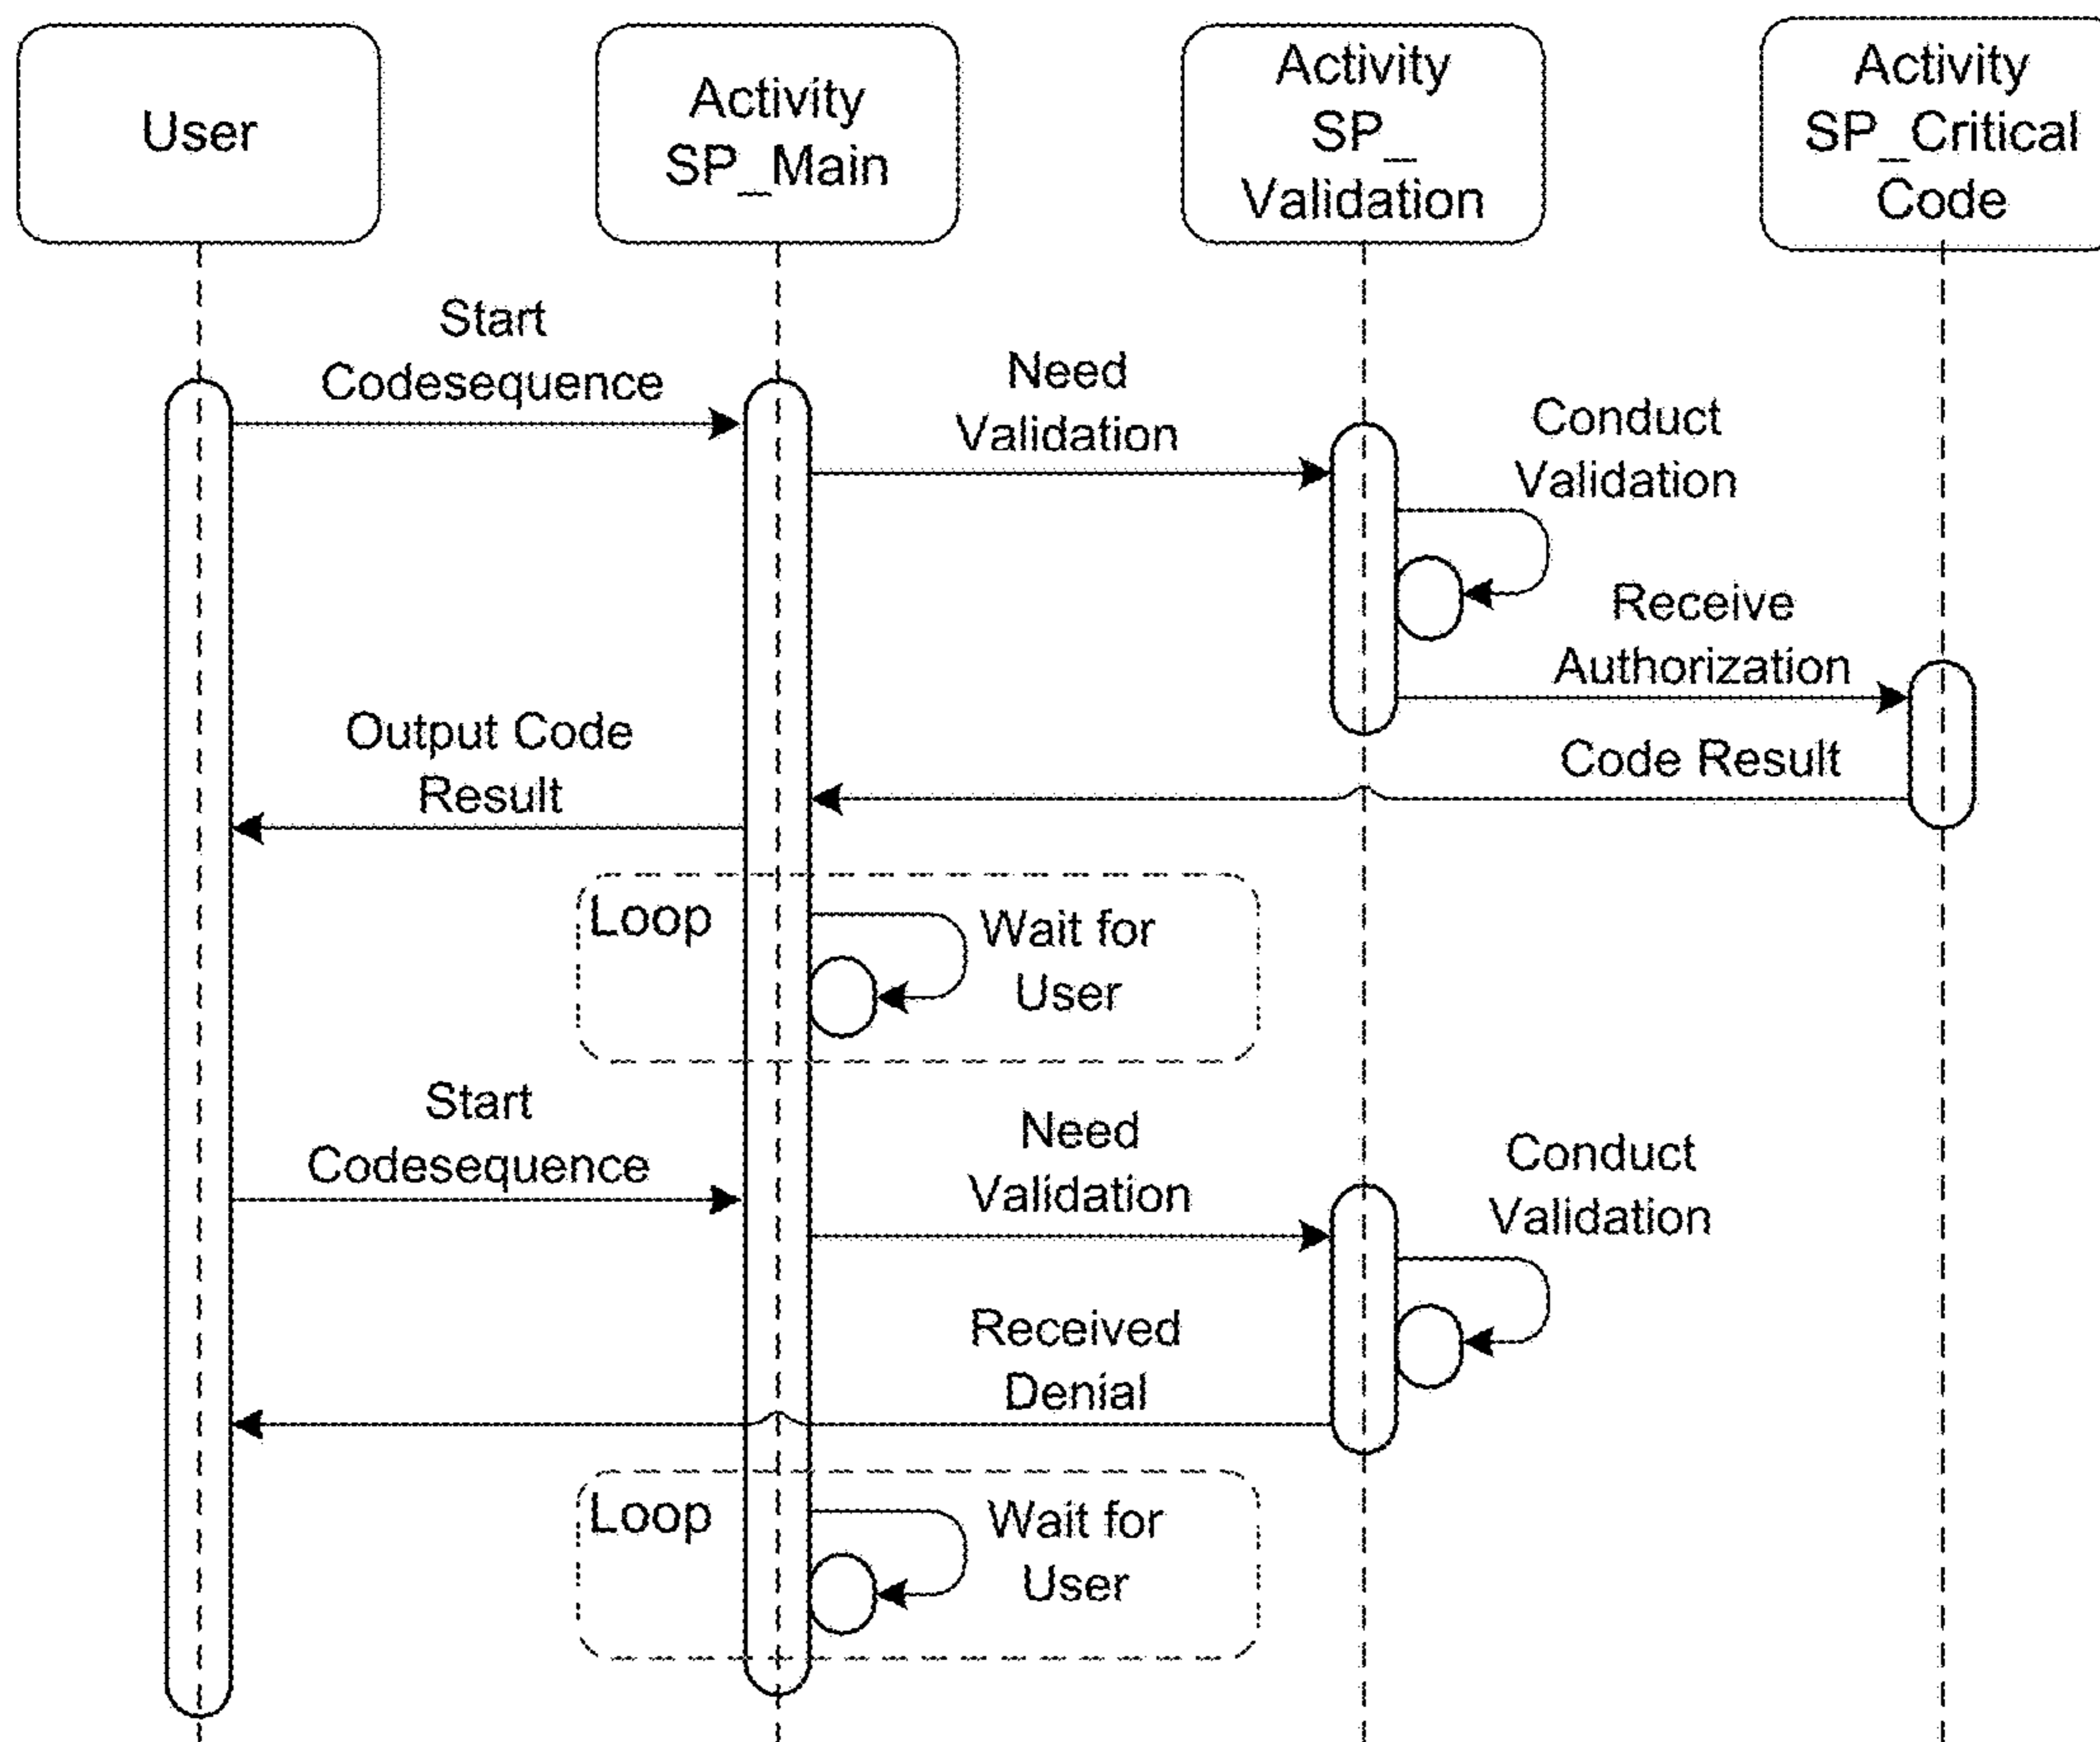 User
Activity
SP_Main
Activity
SP_
Validation
Activity
SP_Critical
Code
Start
Codesequence
Need
Validation
Conduct
Validation
Receive
Authorization
Output Code
Result
Code Result
Loop
Wait for
User
Start
Codesequence
Need
Validation
Conduct
Validation
Received
Denial
Loop
Wait for
User